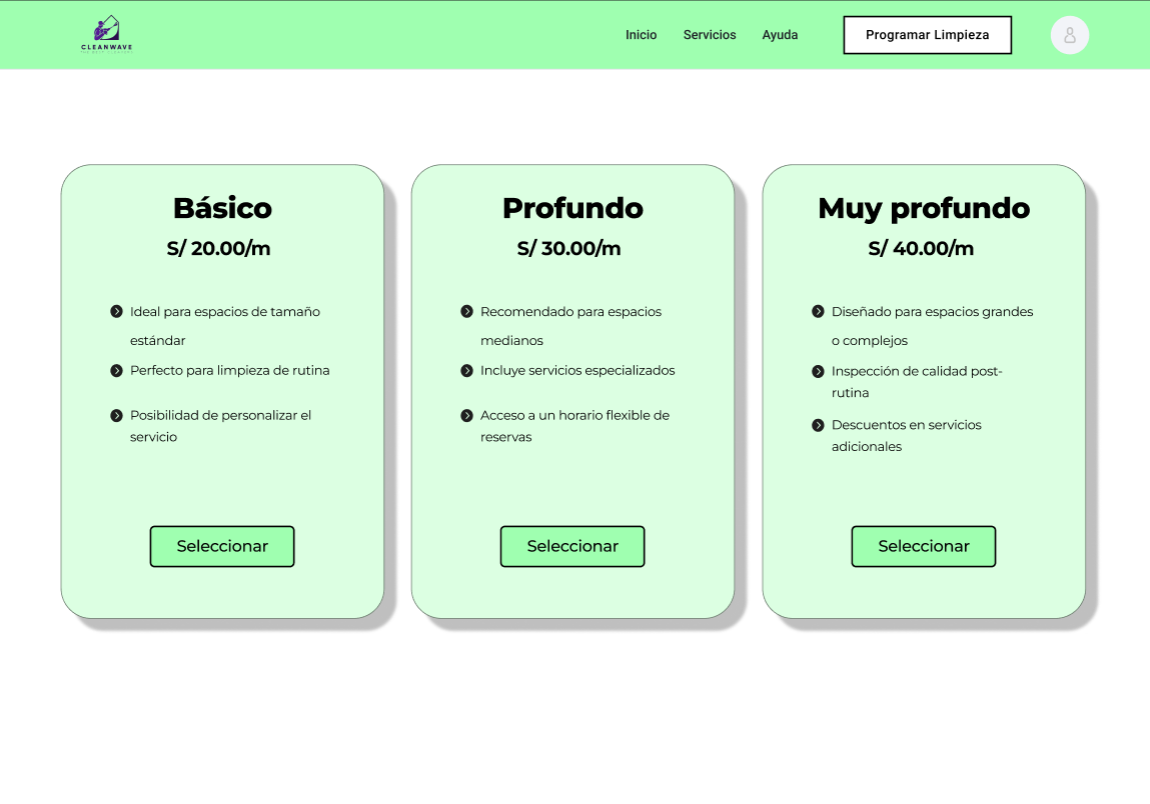 CLEANWAVE
Inicio
Servicios
Ayuda
Programar Limpieza
Básico
S/ 20.00/m
Ideal para espacios de tamaño
estándar
Perfecto para limpieza de rutina
Posibilidad de personalizar el
servicio
Seleccionar
Profundo
S/ 30.00/m
Recomendado para espacios
medianos
Incluye servicios especializados
Acceso a un horario flexible de
reservas
Seleccionar
Muy profundo
S/ 40.00/m
Diseñado para espacios grandes
o complejos
Inspección de calidad post-
rutina
Descuentos en servicios
adicionales
Seleccionar